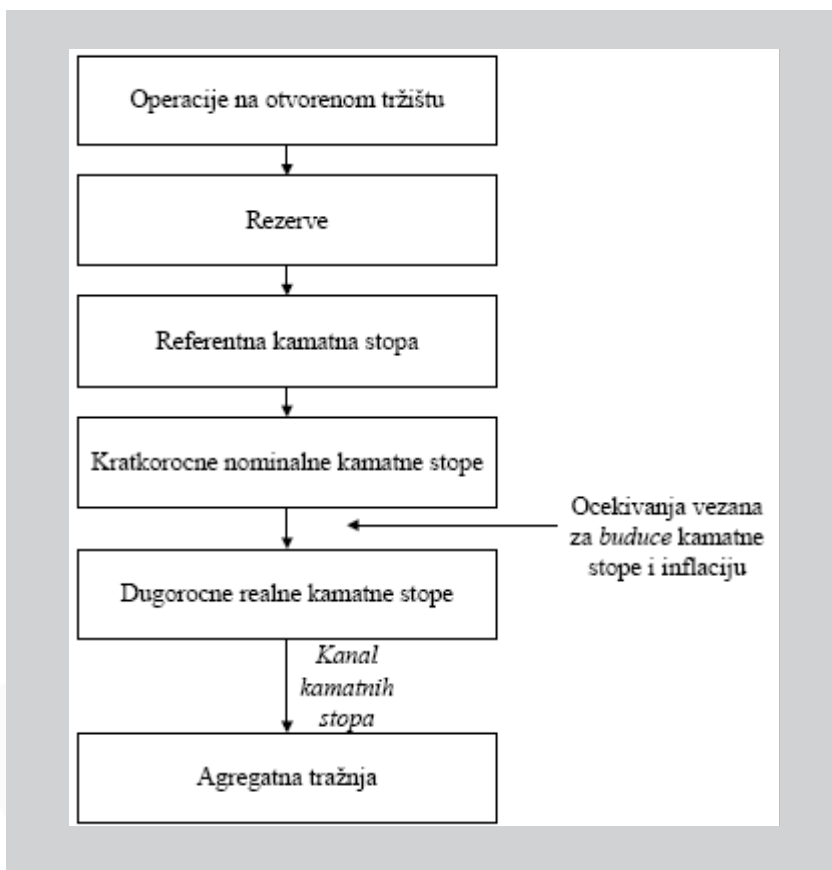 Operacije na otvorenom tržištu
Rezerve
Referentna kamatna stopa
Kratkorocne nominalne kamatne stope
Ocekivanja vezana
za buduce kamatne
stope i inflaciju
Dugorocne realne kamatne stope
Kanal
kamatnih
stopa
Agregatna tražnja